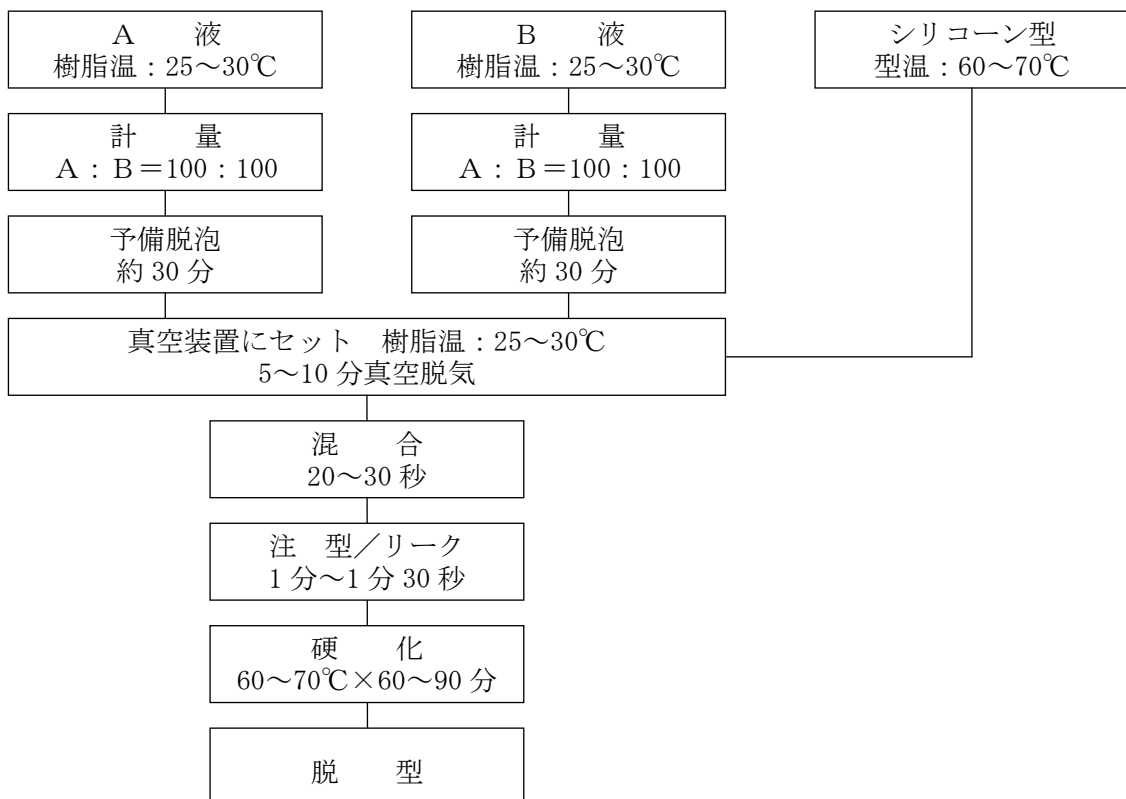 A　　液
樹脂温：25～30℃
B　　液
樹脂温：25～30℃
シリコーン型
型温：60～70℃
計　　量
A：B＝100：100
計　　量
A：B＝100：100
予備脱泡
約 30 分
予備脱泡
約 30 分
真空装置にセット　樹脂温：25～30℃
5～10 分真空脱気
混　　合
20～30 秒
注　型／リーク
1 分～1 分 30 秒
硬　　化
60～70℃×60～90 分
脱　　型